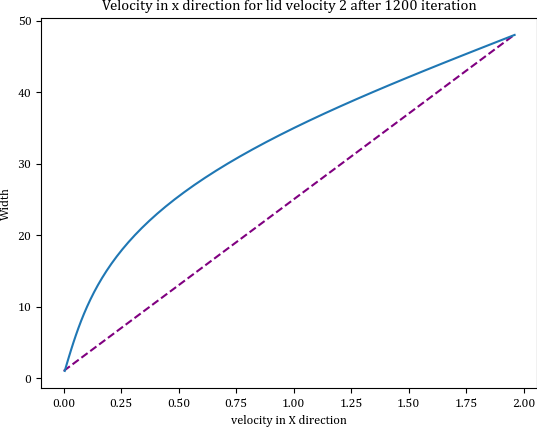 Velocity in x direction for lid velocity 2 after 1200 iteration
50
40
30
20
10
0
Width
0.00 0.25 0.50 0.75 1.00 1.25 1.50 1.75 2.00
velocity in X direction